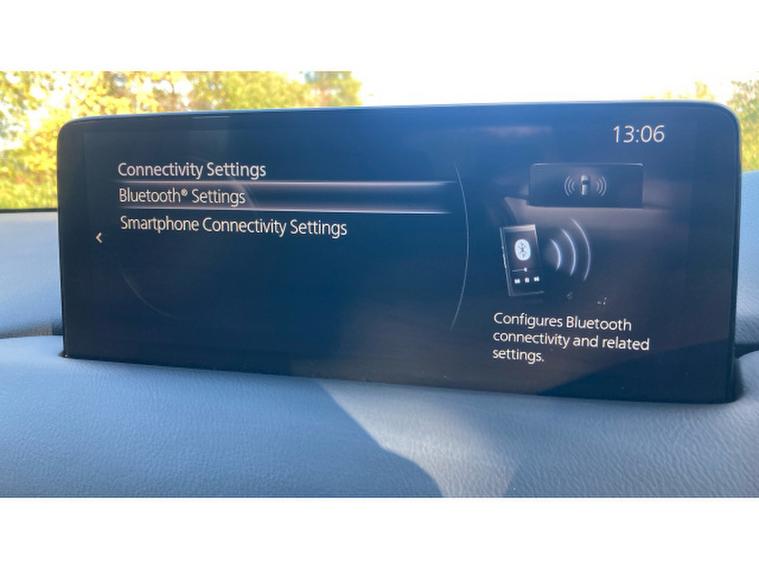 13:06
Connectivity Settings
Bluetooth® Settings
Smartphone Connectivity Settings
Configures Bluetooth
connectivity and related
settings.